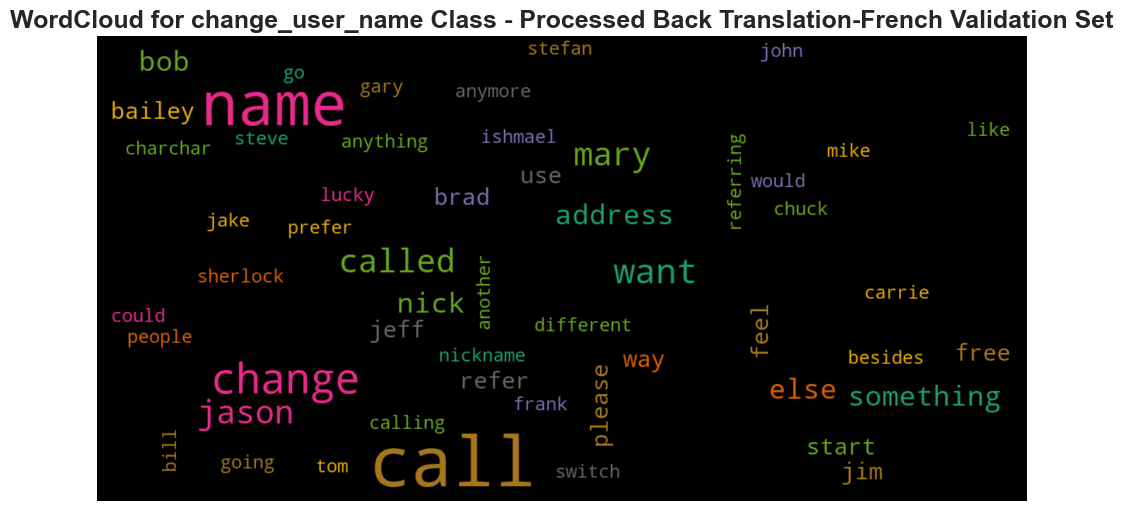 WordCloud for change_user_name Class - Processed Back Translation-French Validation Set
stefan
john
bob
go
gary
anymore
name
bailey
like
steve
ishmael
charchar
anything
mary
referring
mike
use
would
lucky
brad
chuck
jake
prefer
address
called
want
sherlock
another
carrie
nick
could
people
jeff
different
feel
nickname
way
besides
free
change
refer
please
else
something
jason
frank
calling
start
bill
going
tom
call
switch
jim